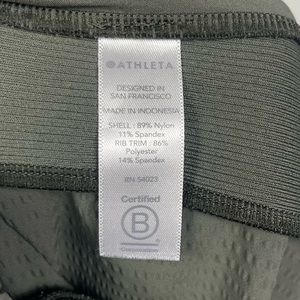 ATHLETA
DESIGNED IN
SAN FRANCISCO
MADE IN INDONESIA
SHELL : 89% Nylon
11% Spandex
RIB TRIM : 86%
Polyester
14% Spandex
RN 54023
Certified
B
Corporation